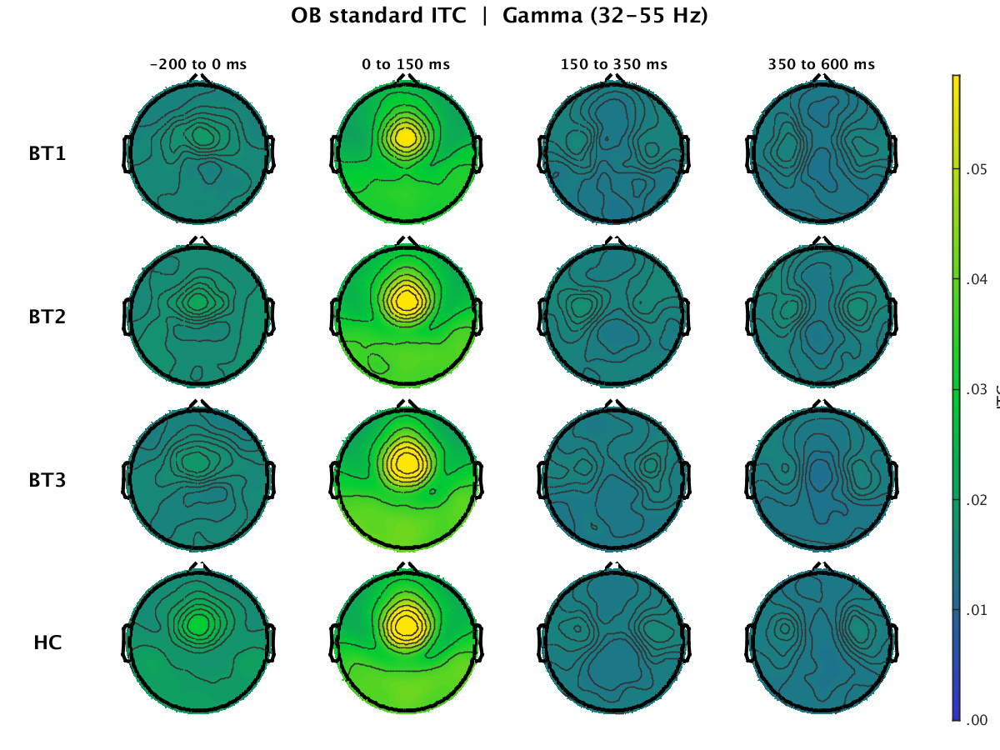 OB standard ITC | Gamma (32-55 Hz)
-200 to 0 ms
0 to 150 ms
150 to 350 ms
350 to 600 ms
BT1
BT2
BT3
HC
.05
.04
.03
.02
.01
.00